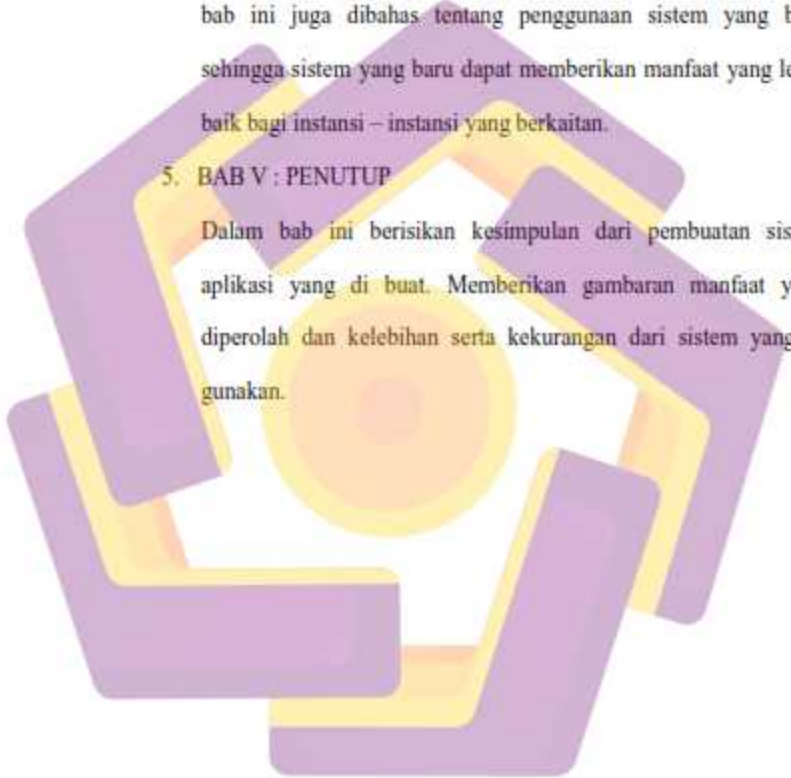 bab ini juga dibahas tentang penggunaan sistem yang
sehingga sistem yang baru dapat memberikan manfaat yang
baik bagi instansi – instansi yang berkaitan.
5. BAB V : PENUTUP
Dalam bab ini berisikan kesimpulan dari pembuatan
aplikasi yang di buat. Memberikan gambaran manfaat
diperolah dan kelebihan serta kekurangan dari sistem yang
gunakan.